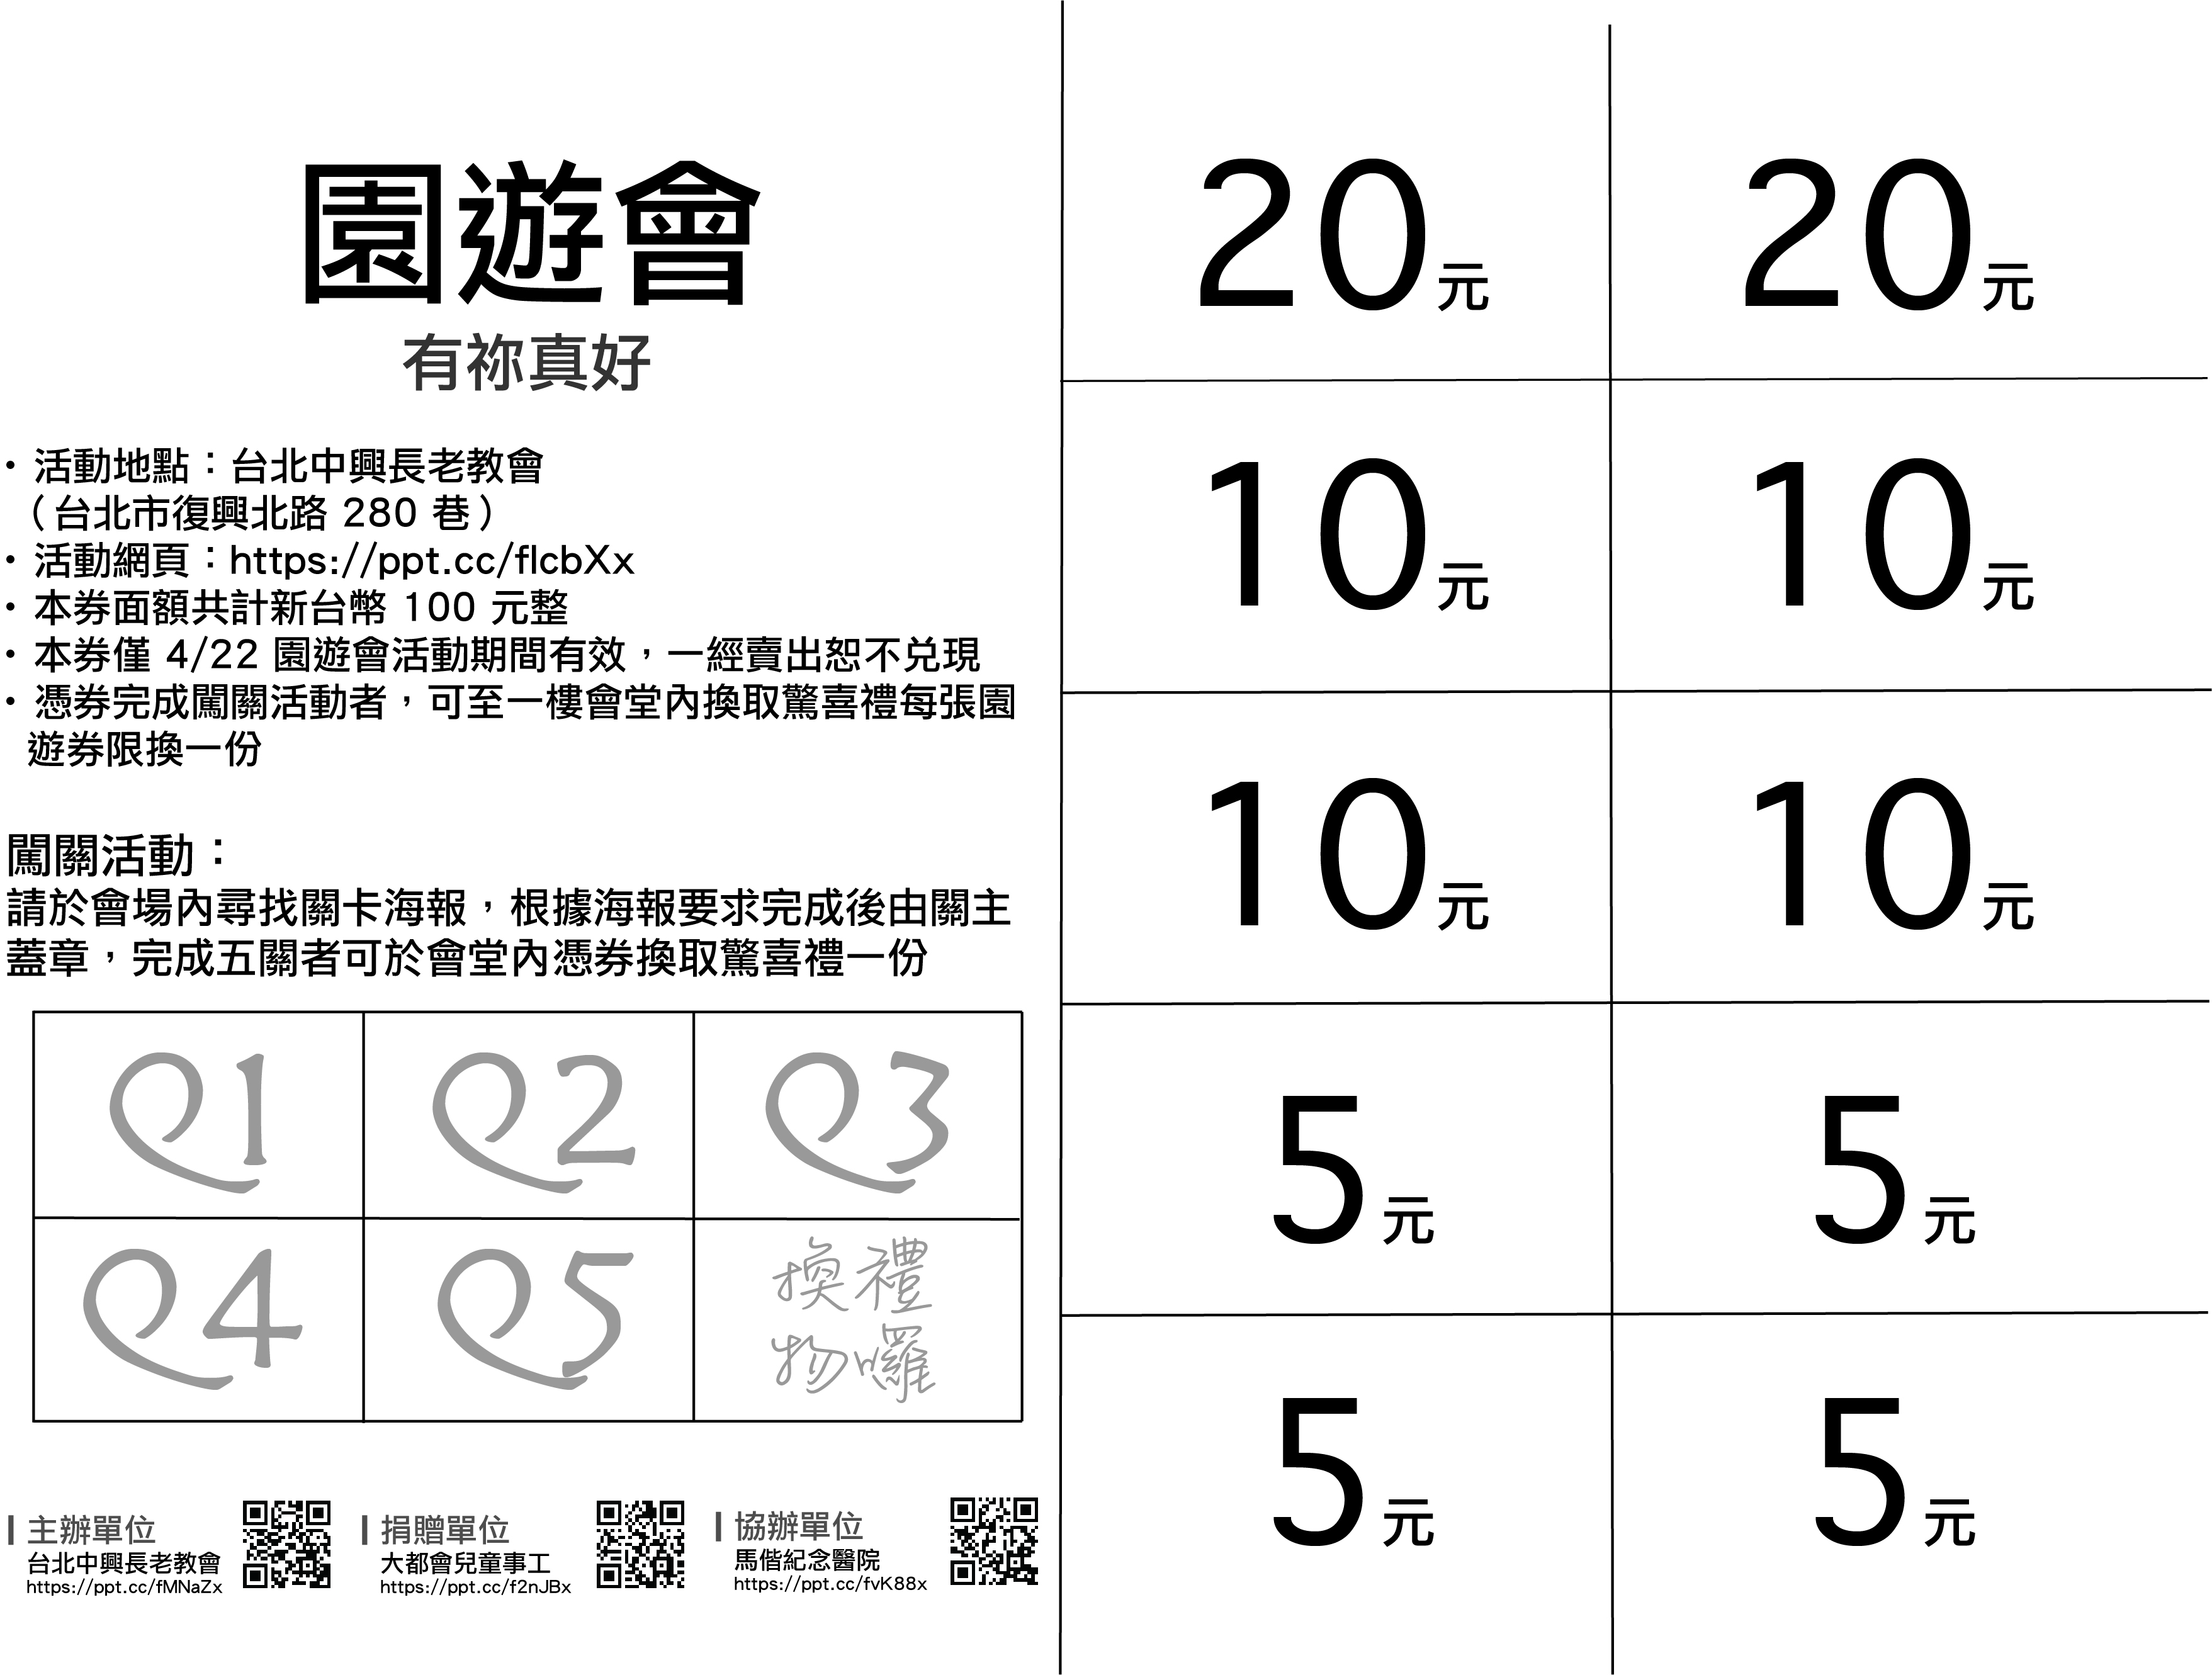 園遊會
有祢真好
・活動地點：台北中興長老教會
（台北市復興北路 280 巷）
・活動網頁：https://ppt.cc/flcbXx
・本券面額共計新台幣 100 元整
・本券僅 4/22 園遊會活動期間有效，一經賣出恕不兌現
・憑券完成闖關活動者，可至一樓會堂內換取驚喜禮每張園
遊券限換一份
闖關活動：
請於會場內尋找關卡海報，根據海報要求完成後由關主
蓋章，完成五關者可於會堂內憑券換取驚喜禮一份
Q1
Q2
Q3
Q4
Q5
換禮
物囉
主辦單位
台北中興長老教會
https://ppt.cc/fMNaZx
捐贈單位
大都會兒童事工
https://ppt.cc/f2nJBx
協辦單位
馬偕紀念醫院
https://ppt.cc/fvK88x
20元
20元
10元
10元
10元
10元
5元
5元
5元
5元